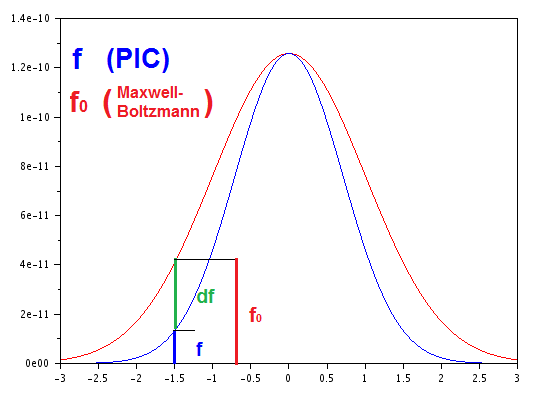 1.4e-10
f (PIC)
1.2e-10
f0 ( Maxwell-
Boltzmann )
1e-10
8e-11
6e-11
4e-11
df
f0
2e-11
f
0e00
-3 -2.5 -2 -1.5 -1 -0.5 0 0.5 1 1.5 2 2.5 3